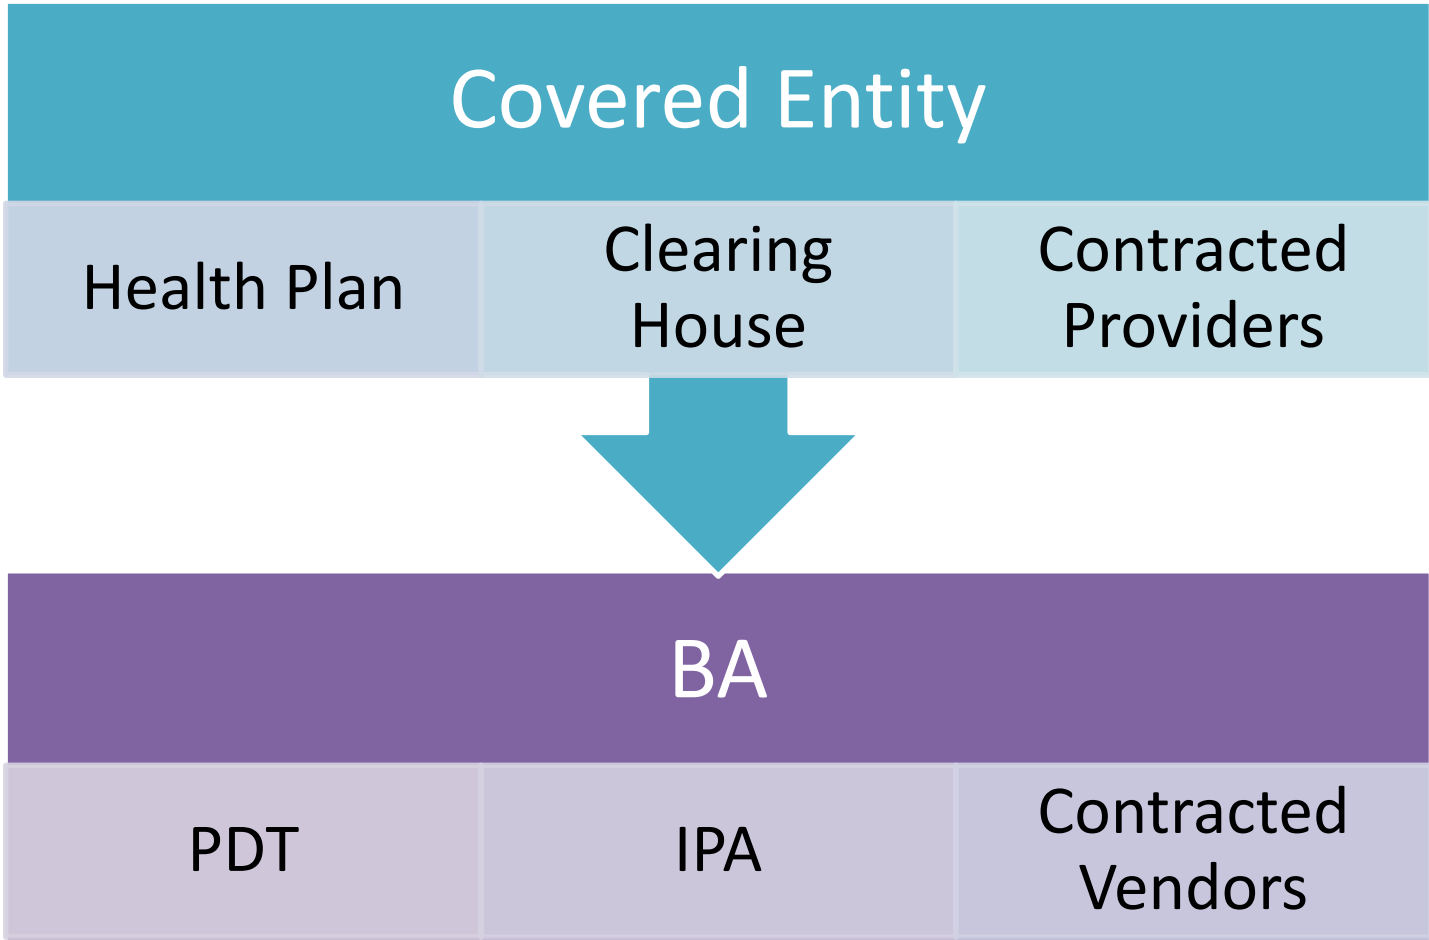 Covered Entity
Health Plan
Clearing
House
Contracted
Providers
BA
PDT
IPA
Contracted
Vendors